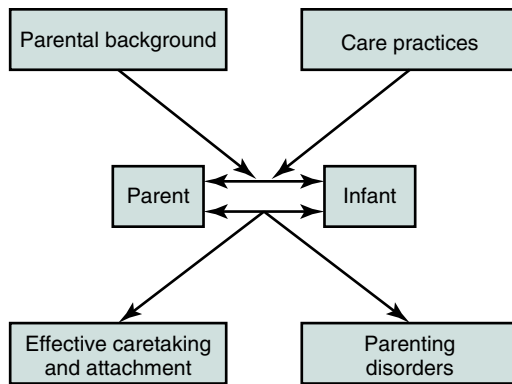 Parental background
Care practices
Parent
Infant
Effective caretaking
and attachment
Parenting
disorders